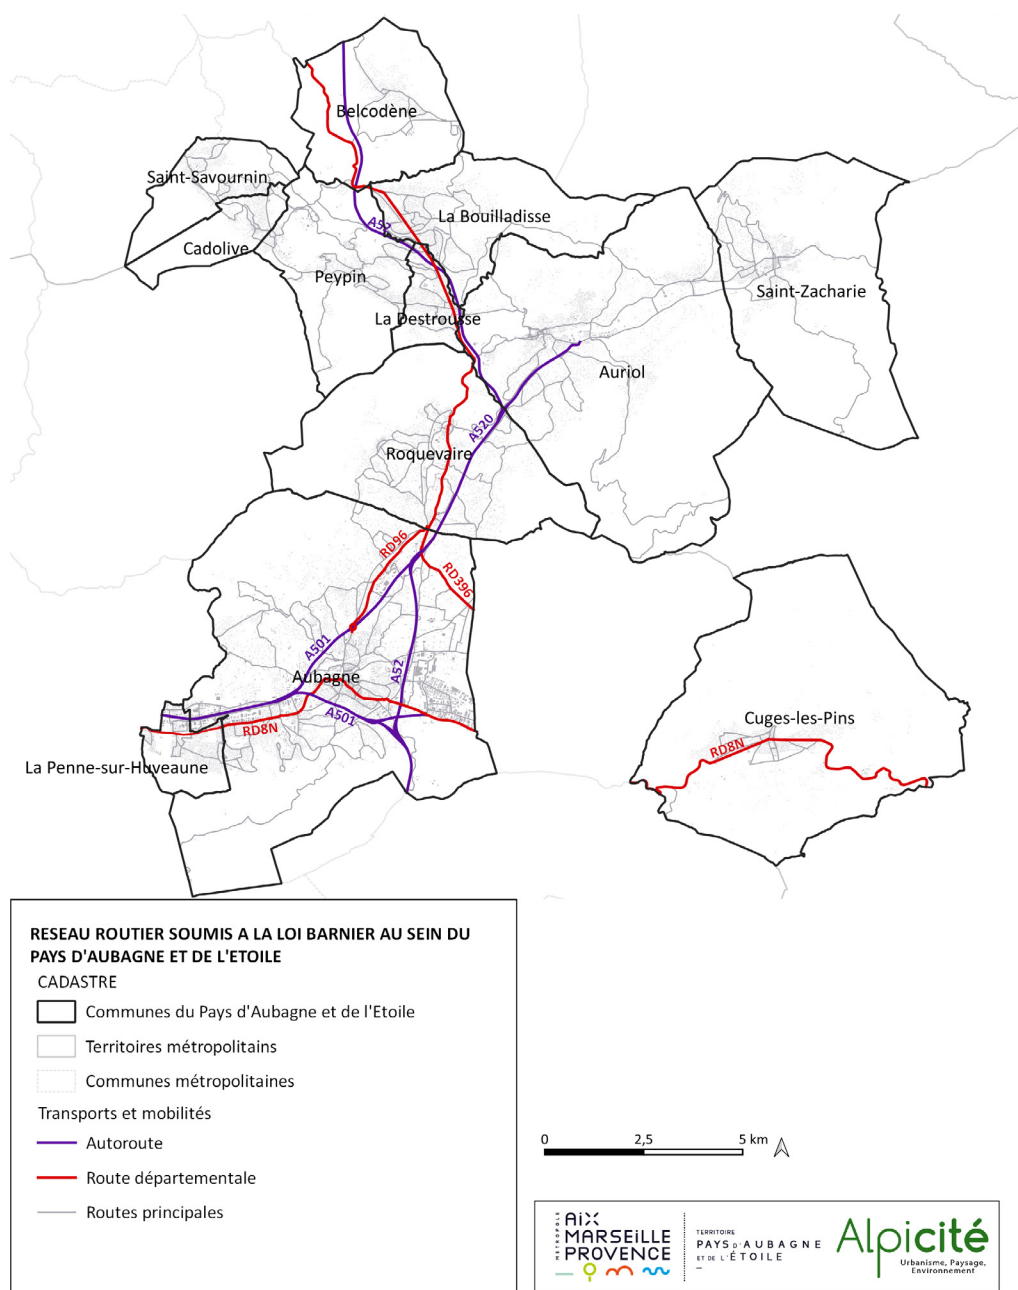 Belcodène
Saint-Savournin
La Bouilladisse
A52
Cadolive
Peypin
Saint-Zacharie
La Destrousse
Auriol
A520
Roquevaire
RD96
RD396
A501
A52
Aubagne
A501
RD8N
Cuges-les-Pins
RD8N
La Penne-sur-Huveaune
RESEAU ROUTIER SOUMIS A LA LOI BARNIER AU SEIN DU
PAYS D'AUBAGNE ET DE L'ETOILE
CADASTRE
Communes du Pays d'Aubagne et de l'Etoile
Territoires métropolitains
Communes métropolitaines
Transports et mobilités
Autoroute
Route départementale
Routes principales
0 2,5 5 km
MÉTROPOLE
AIX
MARSEILLE
PROVENCE
TERRITOIRE
PAYS D'AUBAGNE
ET DE L'ÉTOILE
Alpicité
Urbanisme, Paysage,
Environnement